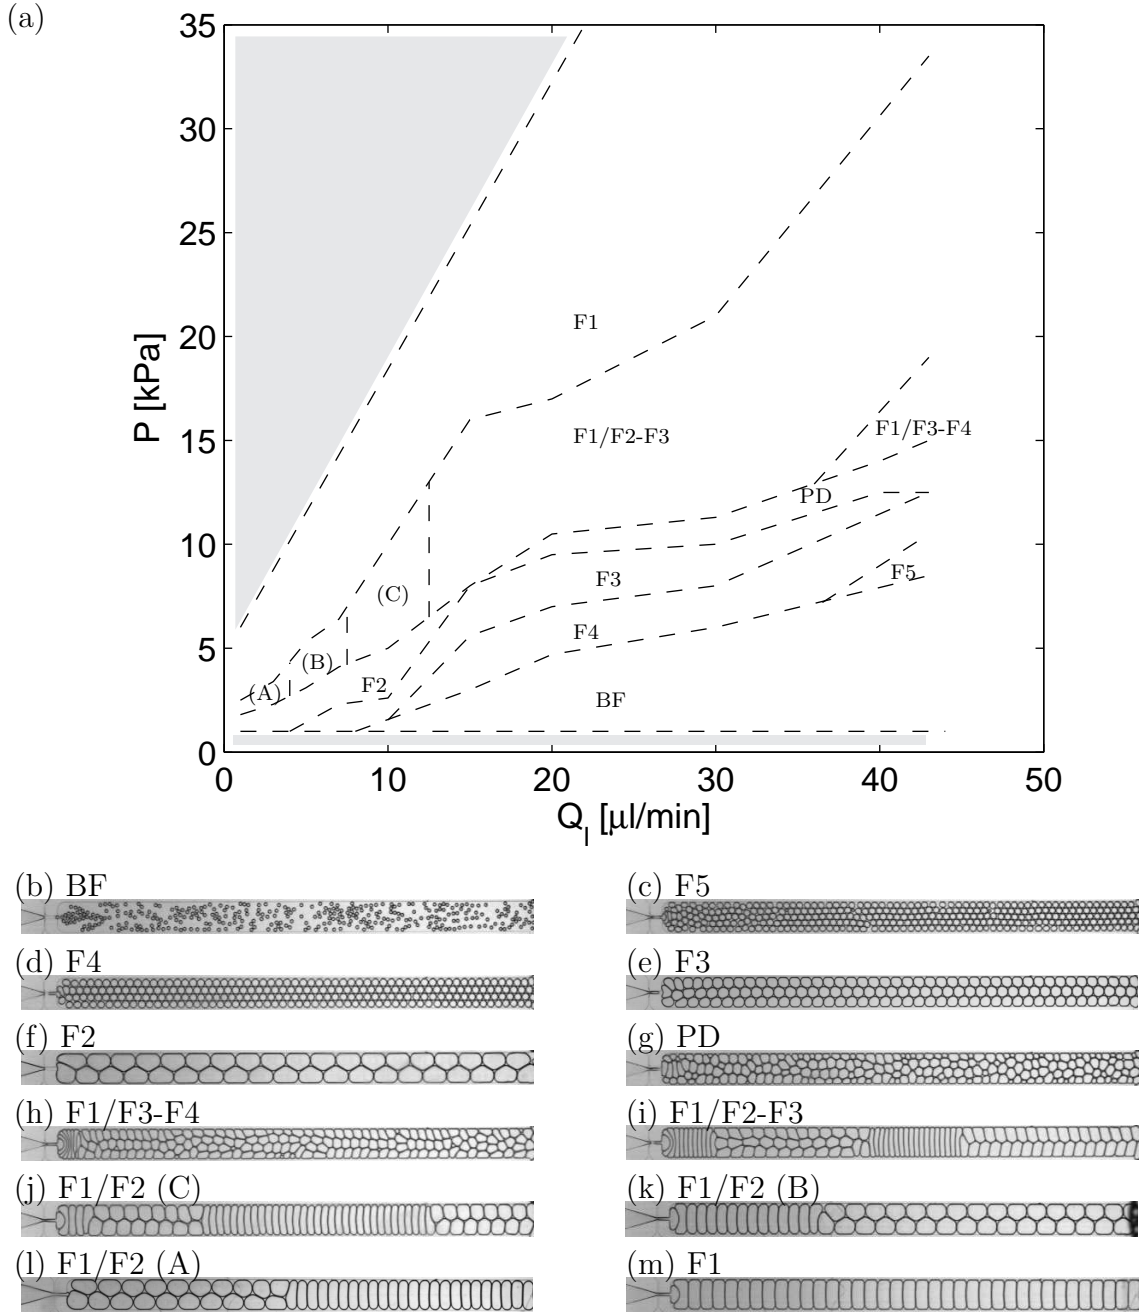 (a)
35
30
25
20
15
10
5
0
P [kPa]
F1
F1/F2-F3
F1/F3-F4
PD
(C)
F3
F5
(B)
F4
(A)
F2
BF
0 10 20 30 40 50
Q_l [μl/min]
(b) BF
(c) F5
(d) F4
(e) F3
(f) F2
(g) PD
(h) F1/F3-F4
(i) F1/F2-F3
(j) F1/F2 (C)
(k) F1/F2 (B)
(l) F1/F2 (A)
(m) F1